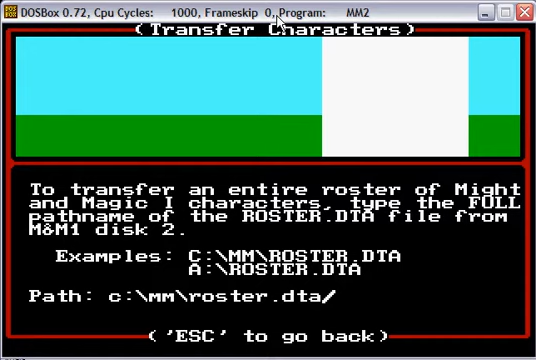 DOSBox 0.72, Cpu Cycles: 1000, Frameskip 0, Program: MM2
(Transfer Characters)
To transfer an entire roster of Might
and Magic I characters, type the FULL
pathname of the ROSTER.DTA file from
M&M1 disk 2.
Examples: C:\MM\ROSTER.DTA
A:\ROSTER.DTA
Path: c:\mm\roster.dta/
('ESC' to go back)